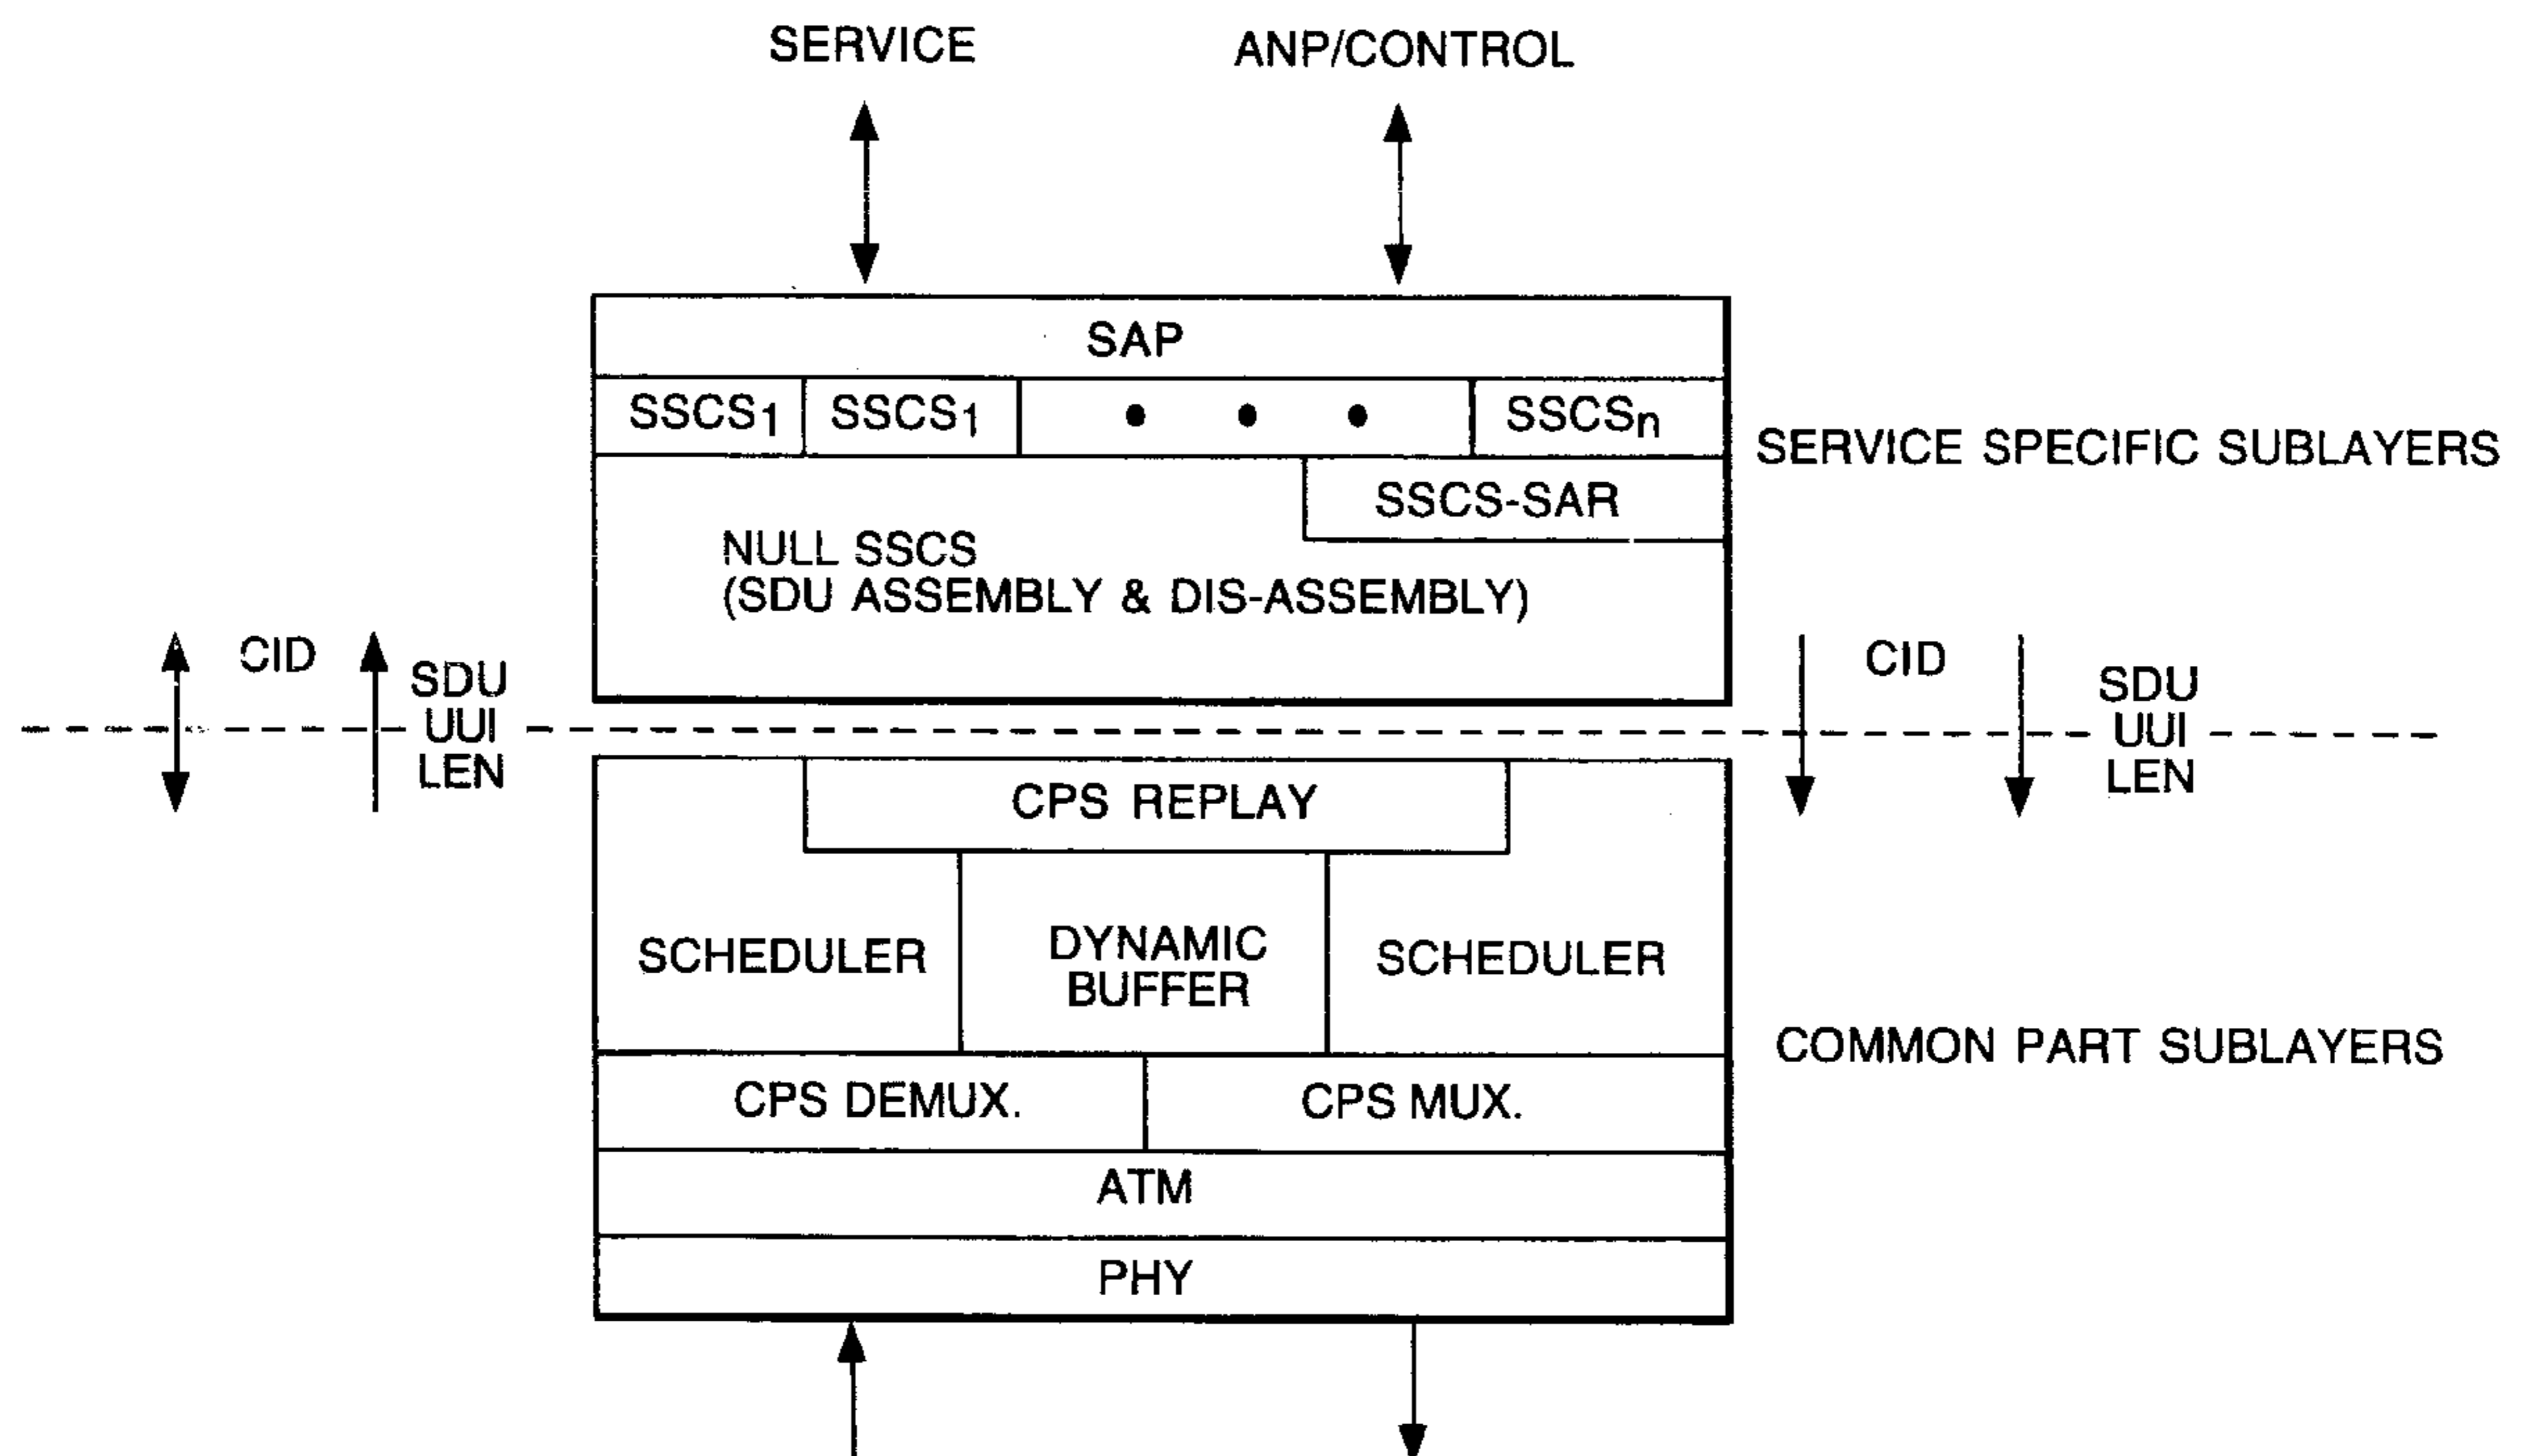 SERVICE
ANP/CONTROL
SAP
SSCS1
SSCS1
SSCSn
SERVICE SPECIFIC SUBLAYERS
SSCS-SAR
NULL SSCS
(SDU ASSEMBLY & DIS-ASSEMBLY)
CID
SDU
UUI
LEN
CID
SDU
UUI
LEN
CPS REPLAY
SCHEDULER
DYNAMIC
BUFFER
SCHEDULER
COMMON PART SUBLAYERS
CPS DEMUX.
CPS MUX.
ATM
PHY